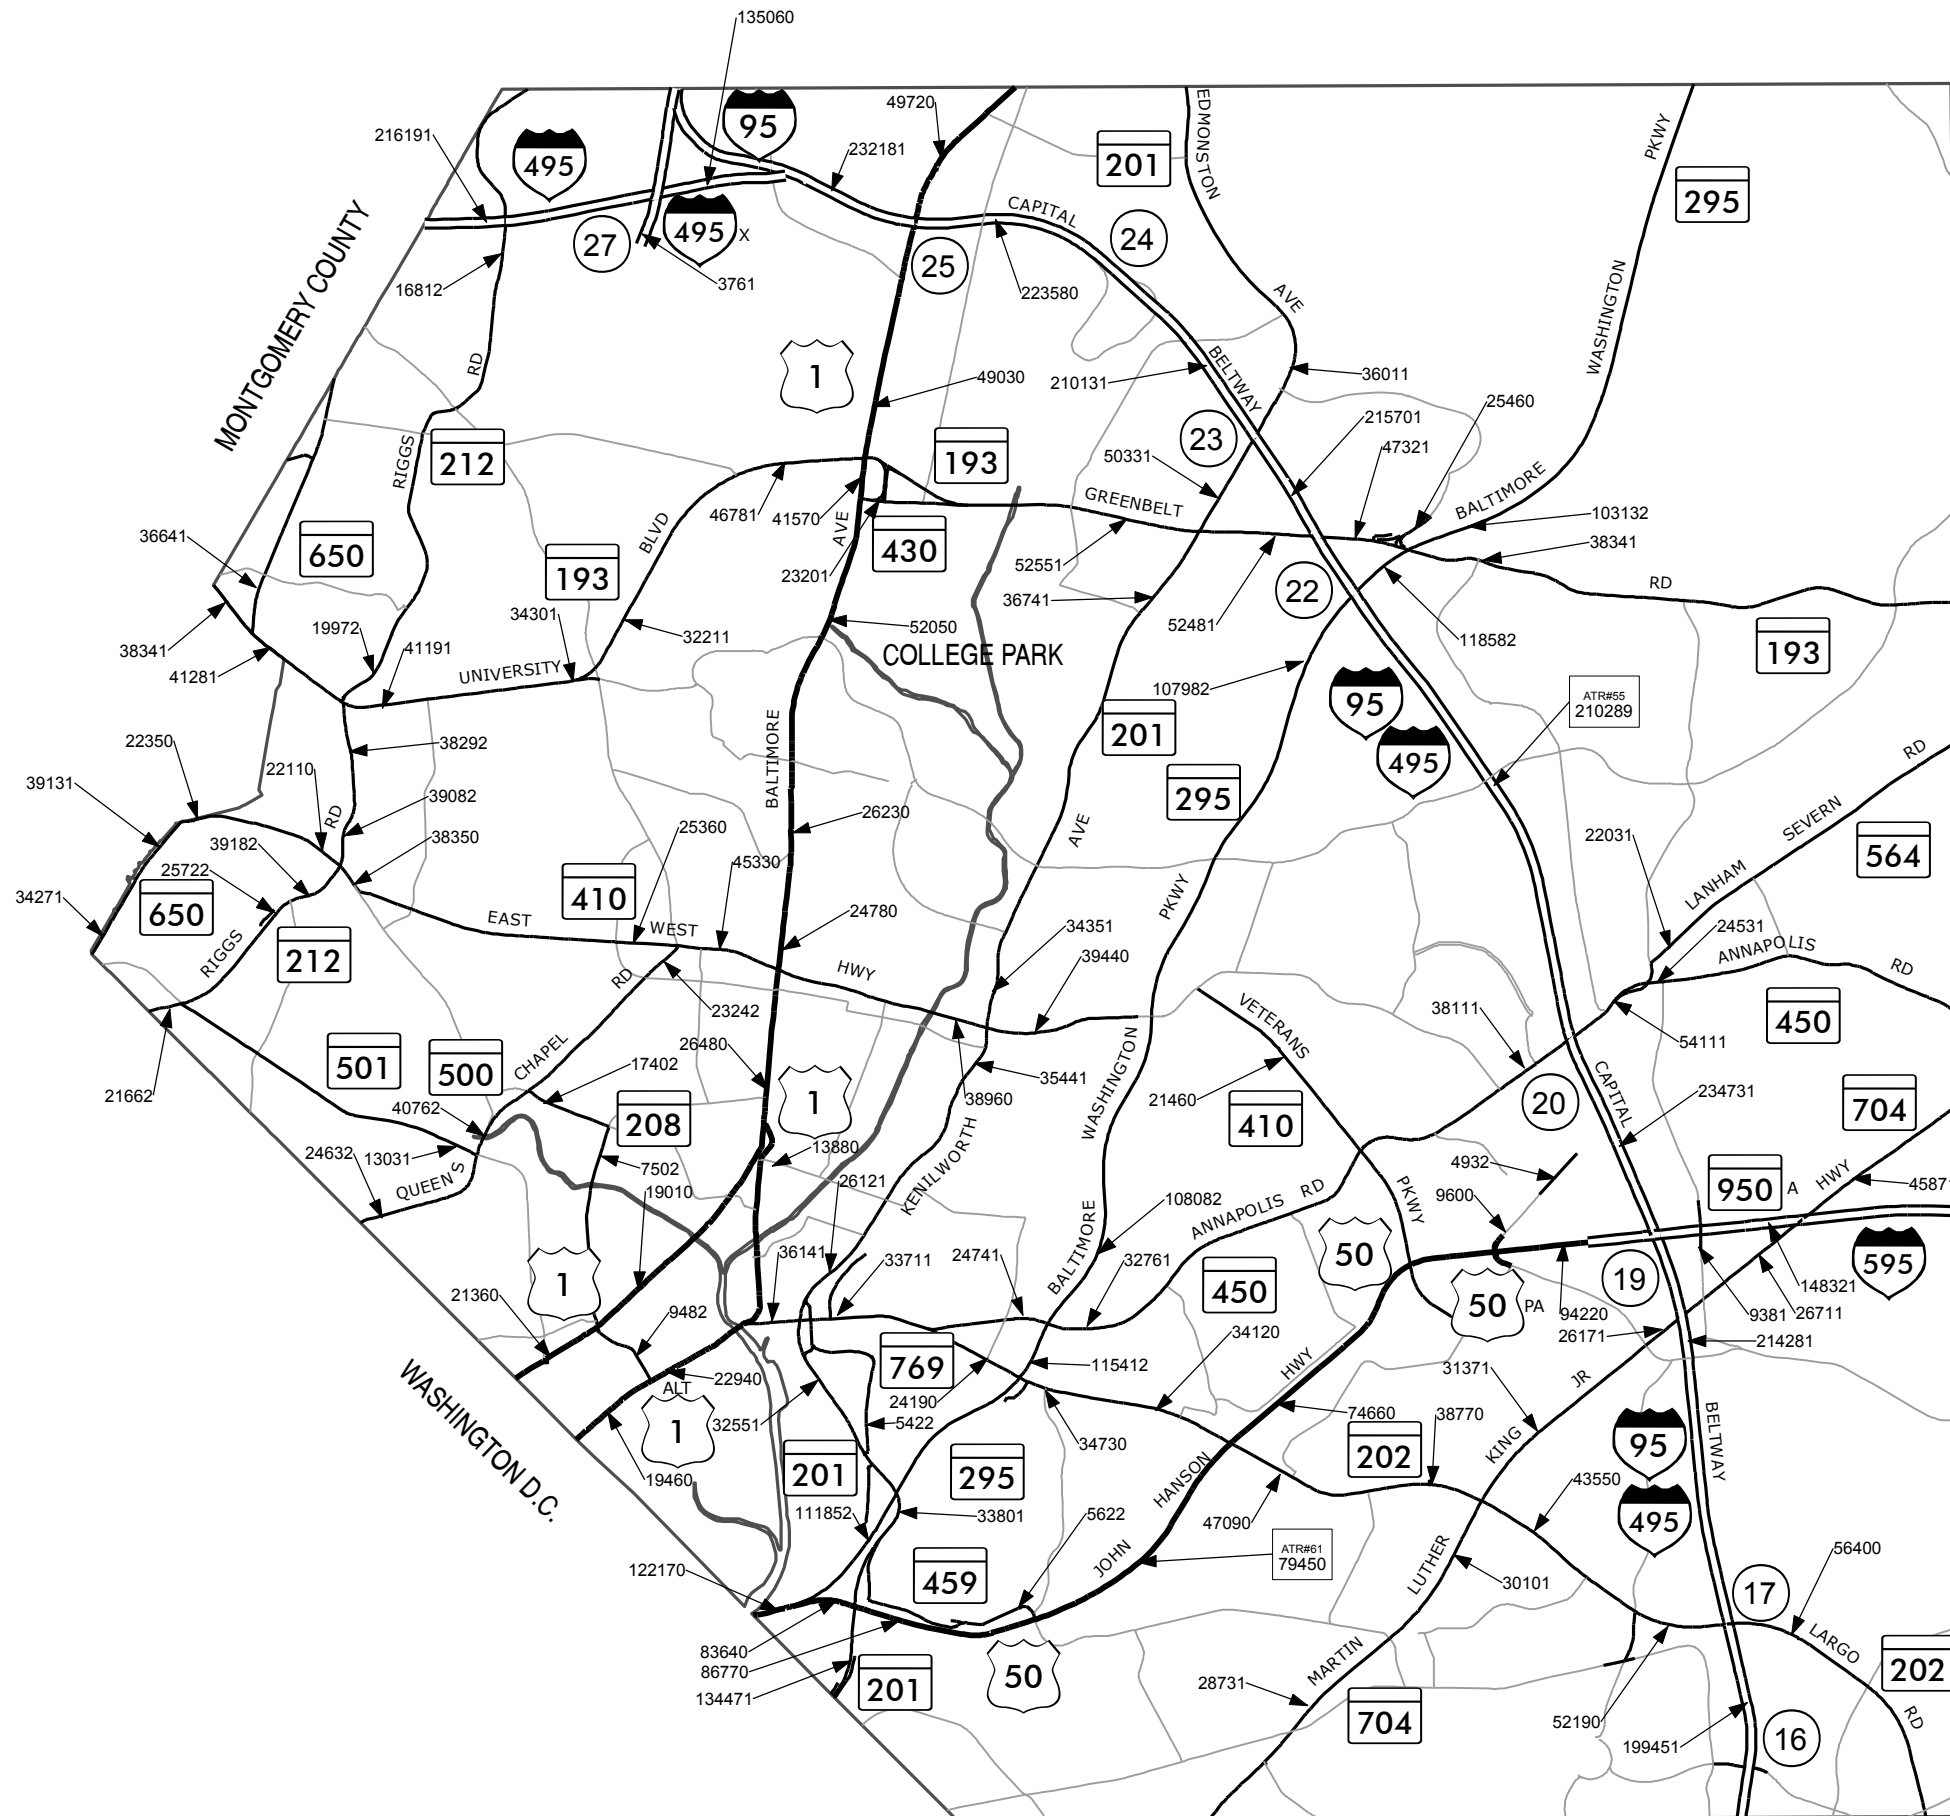 135060
49720
95
216191
495
232181
201
EDMONSTON
PKWY
295
CAPITAL
495 X
27
25
24
16812
3761
223580
MONTGOMERY COUNTY
AVE
WASHINGTON
1
RD
49030
210131
BELTWAY
36011
25460
215701
23
47321
193
212
RIGGS
50331
46781
41570
GREENBELT
BALTIMORE
103132
36641
650
BLVD
AVE
430
38341
193
23201
52551
22
RD
36741
34301
19972
32211
52050
52481
118582
38341
41191
COLLEGE PARK
193
41281
UNIVERSITY
107982
95
ATR#55
210289
201
22350
38292
495
RD
22110
BALTIMORE
39131
39082
295
RD
26230
SEVERN
38350
25360
AVE
22031
564
39182
45330
25722
LANHAM
34271
650
410
PKWY
EAST
WEST
24780
34351
24531
ANNAPOLIS
RIGGS
212
39440
RD
RD
HWY
23242
VETERANS
38111
450
26480
54111
501
500
CHAPEL
17402
WASHINGTON
35441
21662
40762
208
1
38960
21460
410
20
CAPITAL
234731
704
13880
24632
13031
7502
KENILWORTH
4932
HWY
QUEEN'S
19010
26121
9600
950 A
45871
108082
ANNAPOLIS
RD
PKWY
36141
33711
24741
BALTIMORE
32761
50
595
1
450
19
148321
21360
9482
50 PA
94220
9381
26711
26171
214281
34120
769
115412
HWY
31371
JR
22940
WASHINGTON D.C.
ALT
24190
1
32551
5422
74660
38770
34730
202
KING
95
BELTWAY
19460
201
295
HANSON
43550
111852
33801
5622
47090
495
ATR#61
79450
JOHN
LUTHER
56400
122170
459
30101
17
83640
LARGO
86770
50
MARTIN
202
134471
201
28731
704
52190
RD
199451
16